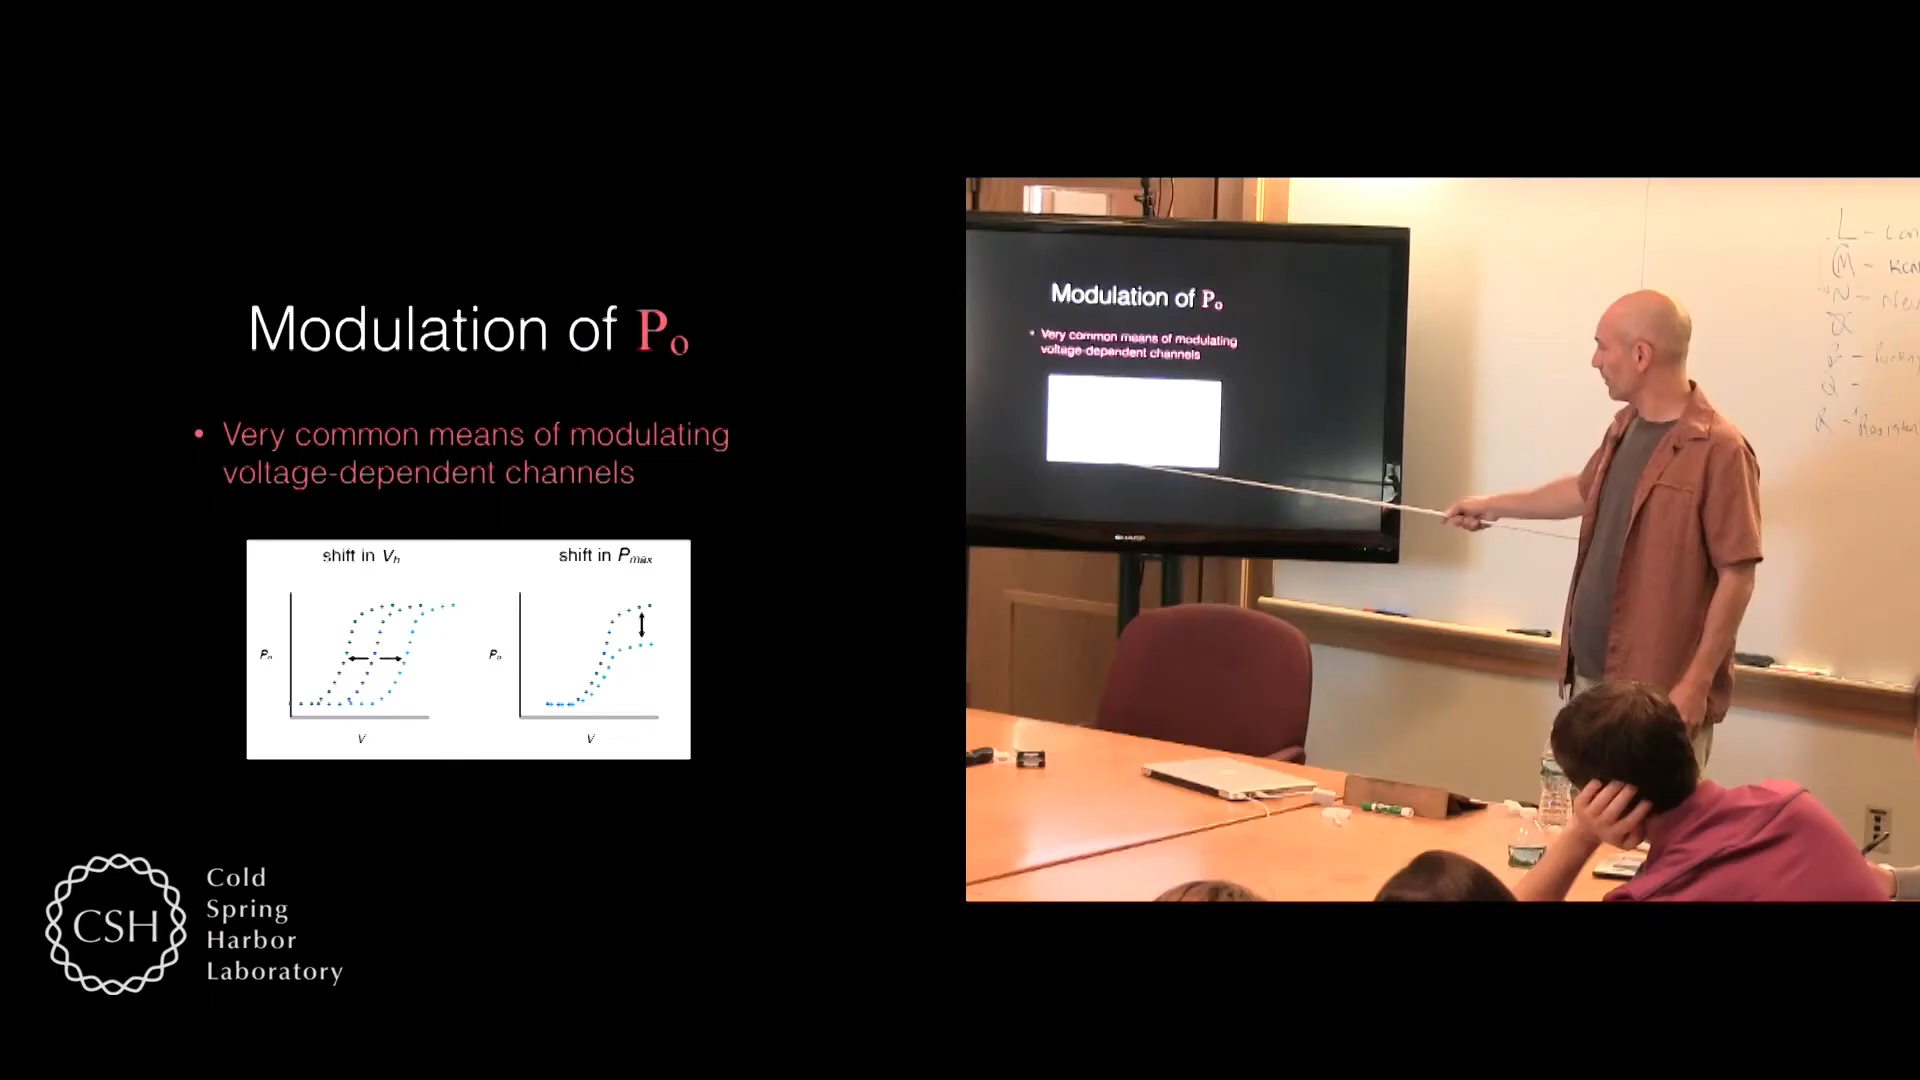 Modulation of Po
• Very common means of modulating
voltage-dependent channels
shift in Vh
shift in Pmax
Po
Po
V
V
CSH
Cold
Spring
Harbor
Laboratory
Modulation of Po
• Very common means of modulating
voltage-dependent channels
SHARP
L -
M -
N -
Q -
R -